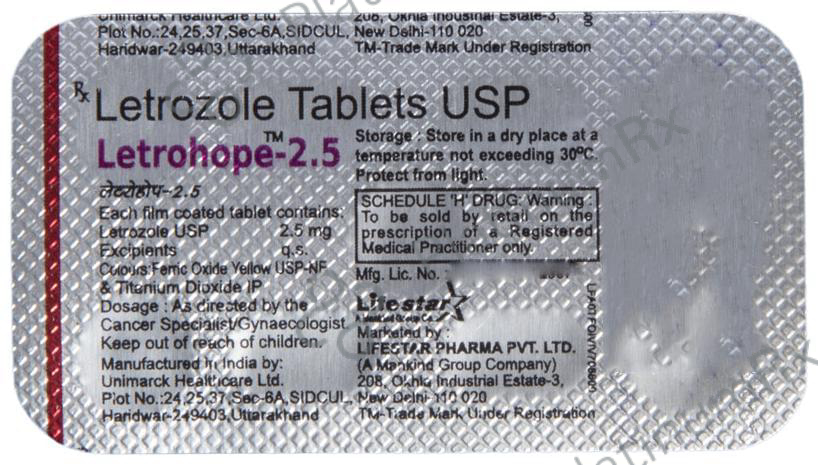 Unimarck Healthcare Ltd.
Plot No.:24,25,37,Sec-6A,SIDCUL,
Haridwar-249403,Uttarakhand
208, Okhla Industrial Estate-3,
New Delhi-110 020
TM-Trade Mark Under Registration
Rx Letrozole Tablets USP
Letrohope-2.5™
लेट्रोहोप-2.5
Each film coated tablet contains:
Letrozole USP 2.5 mg
Excipients q.s.
Colours:Ferric Oxide Yellow USP-NF
& Titanium Dioxide IP
Dosage : As directed by the
Cancer Specialist/Gynaecologist.
Keep out of reach of children.
Manufactured in India by:
Unimarck Healthcare Ltd.
Plot No.:24,25,37,Sec-6A,SIDCUL,
Haridwar-249403,Uttarakhand
Storage : Store in a dry place at a
temperature not exceeding 30ºC.
Protect from light.
SCHEDULE 'H' DRUG: Warning :
To be sold by retail on the
prescription of a Registered
Medical Practitioner only.
Mfg. Lic. No. :
Lifestar
A Mankind Group Co.
Marketed by :
LIFESTAR PHARMA PVT. LTD.
(A Mankind Group Company)
208, Okhla Industrial Estate-3,
New Delhi-110 020
TM-Trade Mark Under Registration